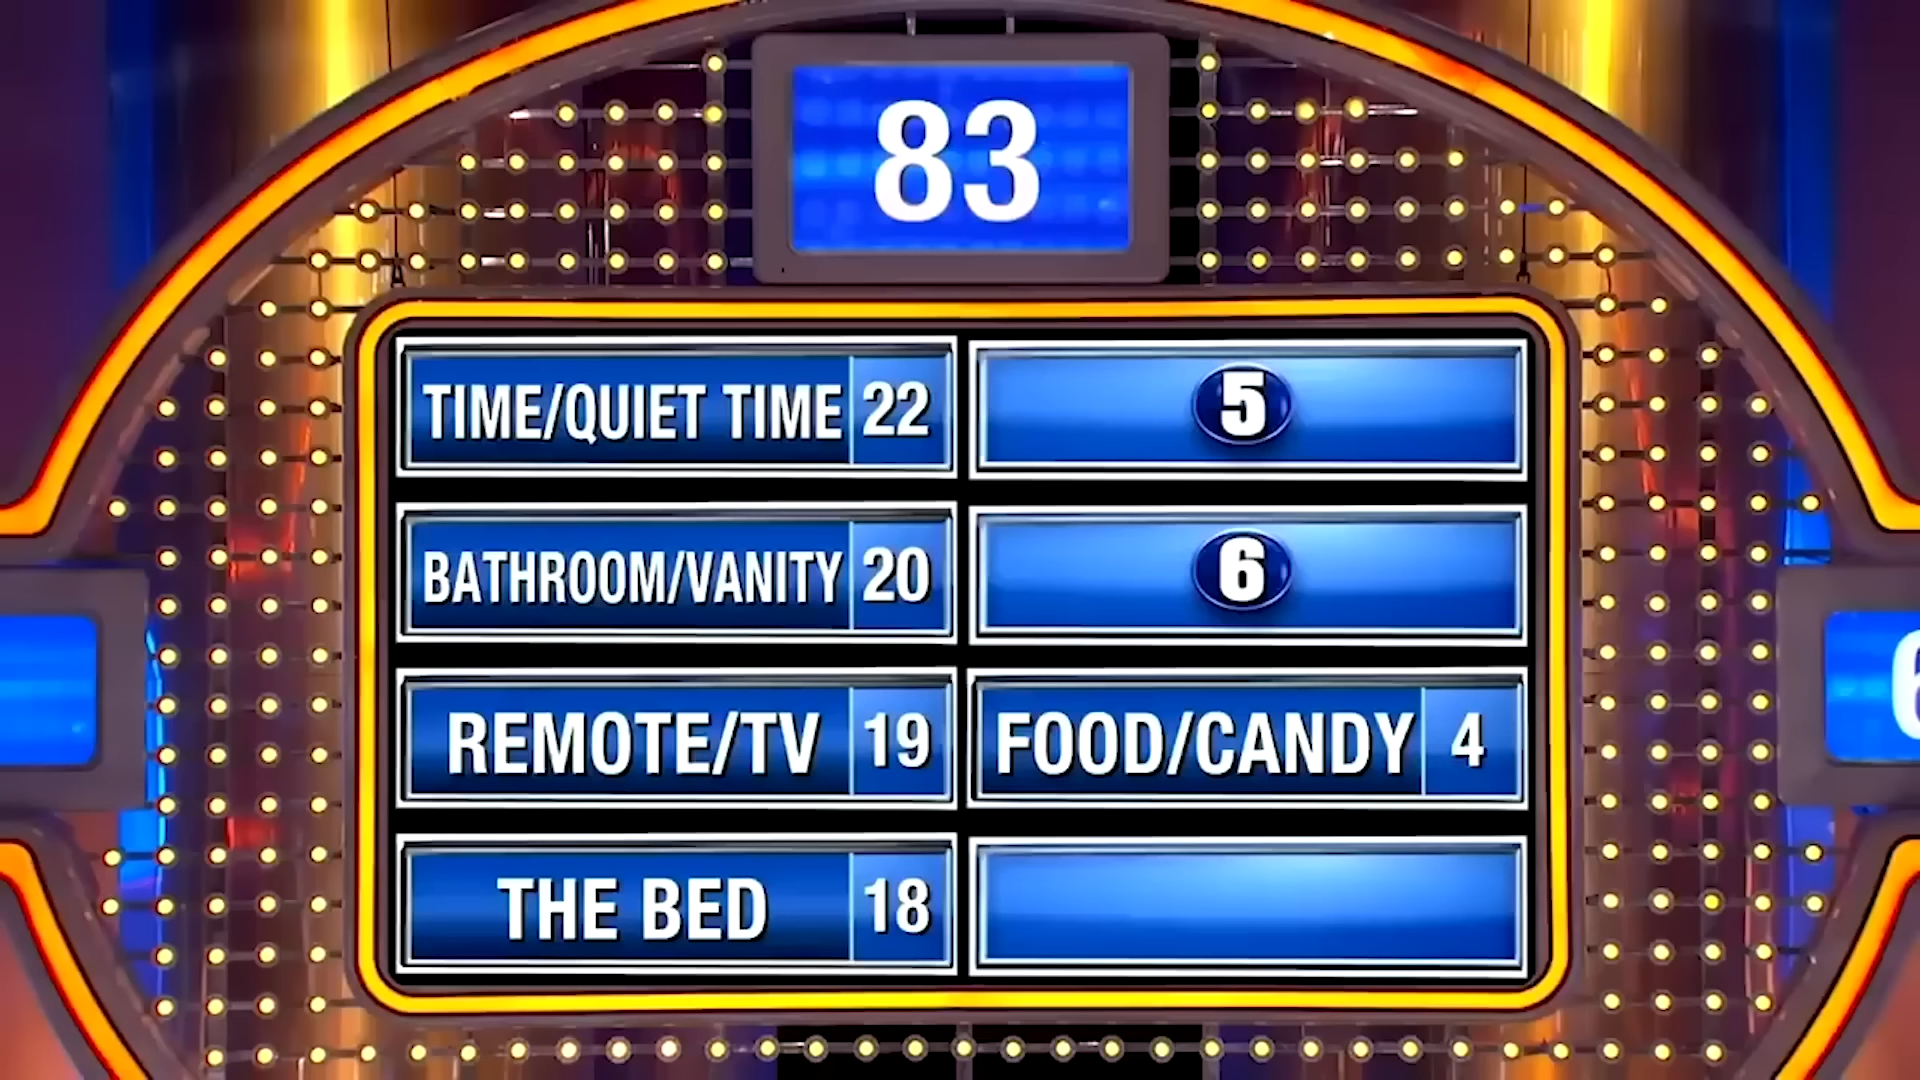 83
TIME/QUIET TIME 22
5
BATHROOM/VANITY 20
6
REMOTE/TV 19
FOOD/CANDY 4
THE BED 18
6